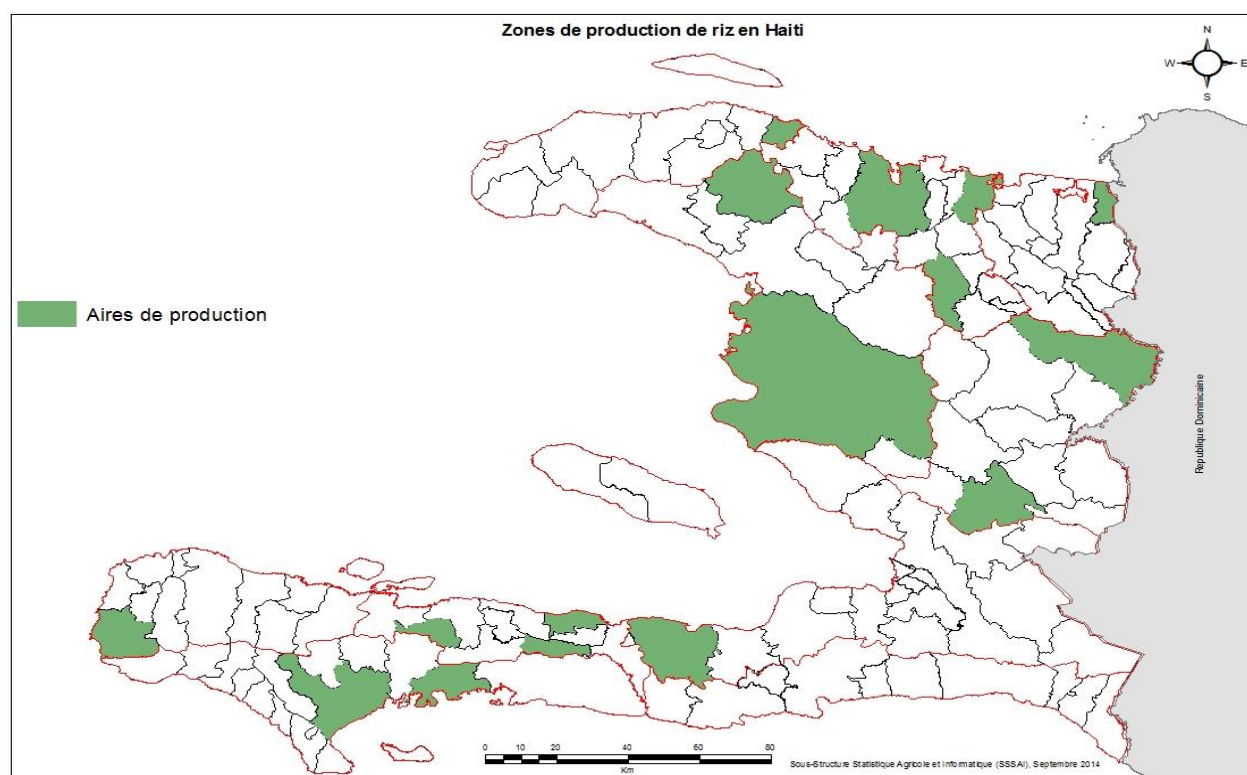 Zones de production de riz en Haiti
N
W
E
S
Aires de production
Republique Dominicaine
0 5 10 20 40 60 80
Km
Sous-Structure Statistique Agricole et Informatique (SSSAI), Septembre 2014